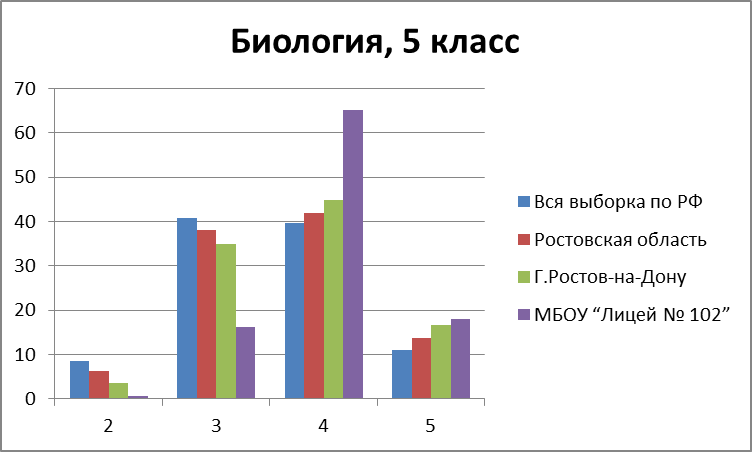 Биология, 5 класс
70
60
50
40
30
20
10
0
2 3 4 5
Вся выборка по РФ
Ростовская область
Г.Ростов-на-Дону
МБОУ “Лицей № 102”